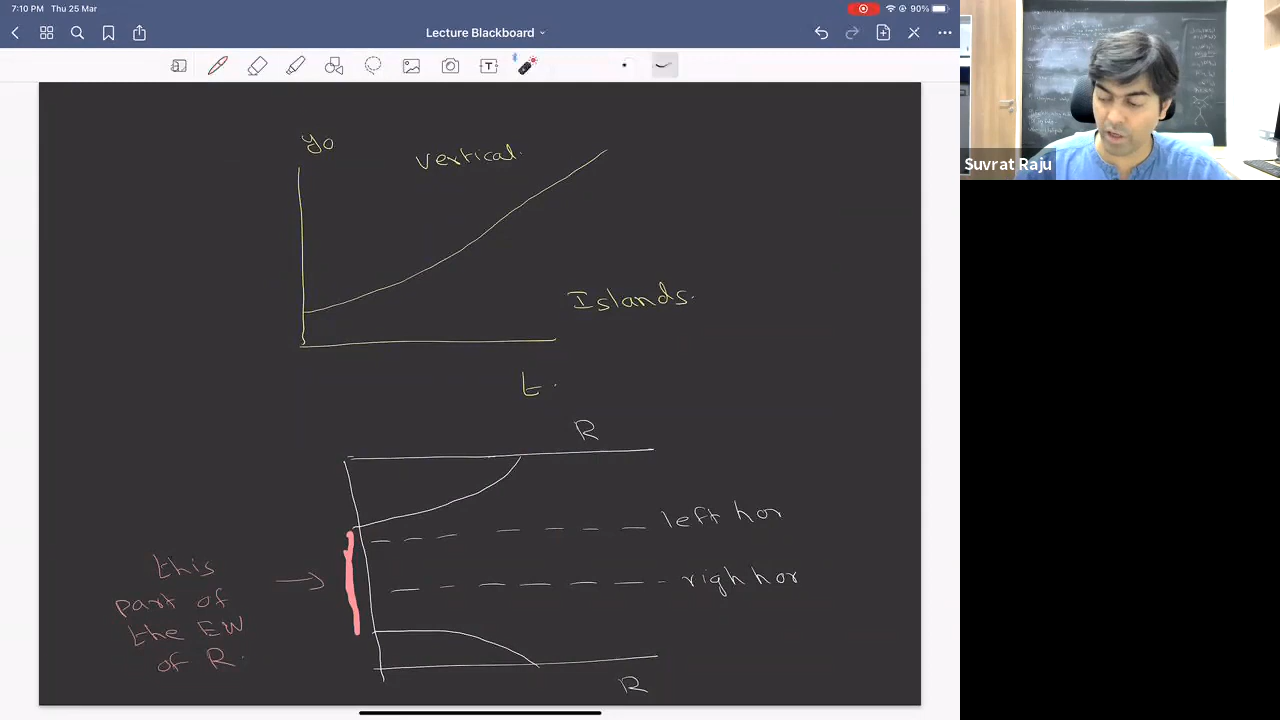 7:10 PM Thu 25 Mar
90%
Lecture Blackboard
T
Suvrat Raju
y0
vertical.
Islands.
t.
R
left hor
righ hor
this
part of
the EW
of R.
R